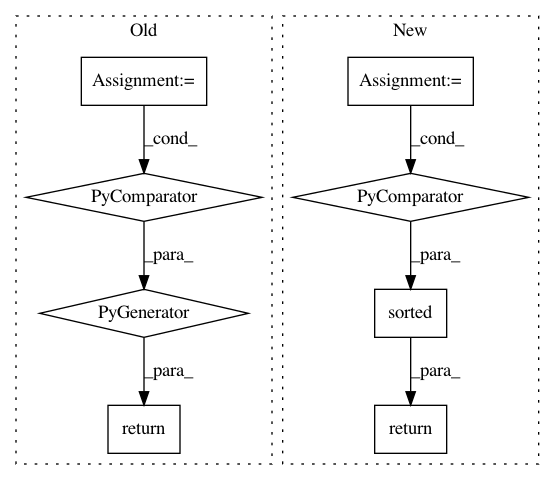 Old
New
Assignment:=
Assignment:=
_cond_
_cond_
PyComparator
PyComparator
_para_
_para_
PyGenerator
sorted
_para_
_para_
return
return